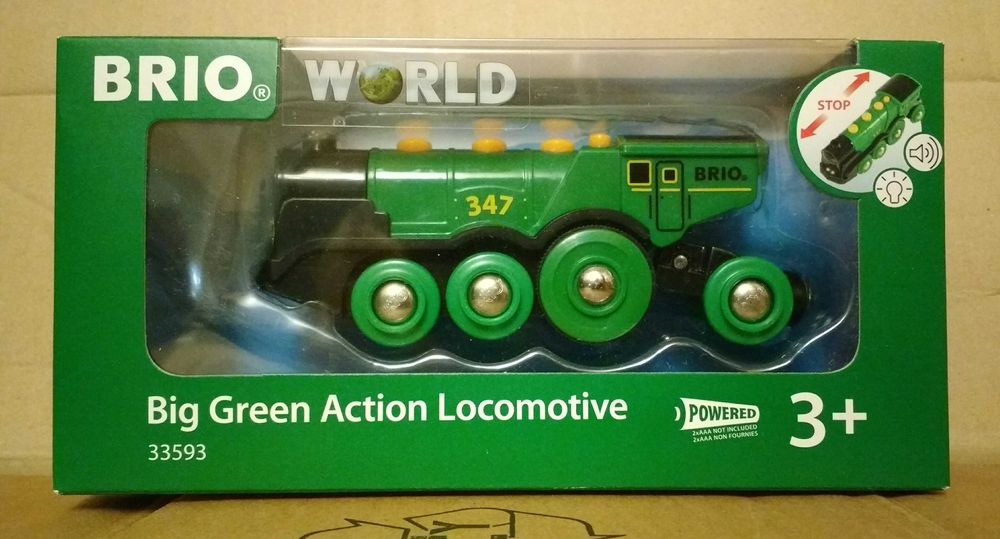 BRIO®
WORLD
STOP
347
BRIO®
Big Green Action Locomotive
33593
POWERED
2xAAA NOT INCLUDED
2xAAA NON FOURNIES
3+